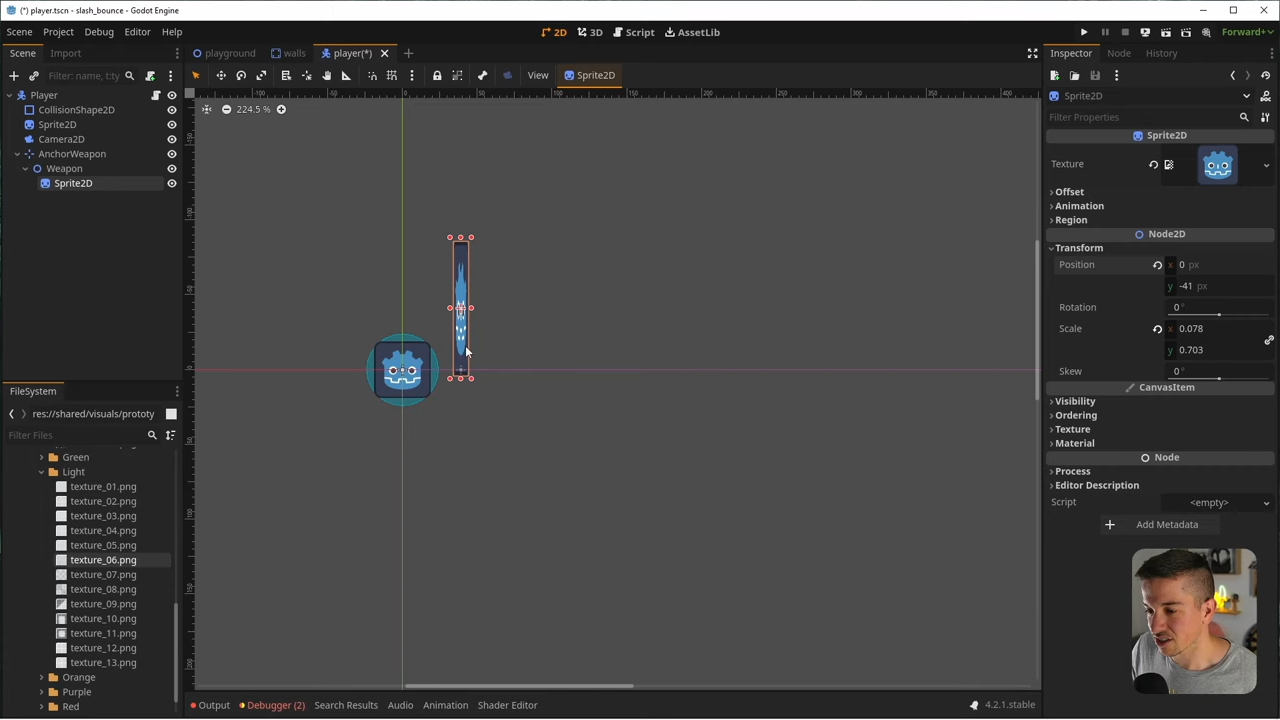 (*) player.tscn - slash_bounce - Godot Engine
Scene Project Debug Editor Help
2D 3D Script AssetLib
Forward+
Scene Import
playground walls player(*)
Inspector Node History
Filter: name, t:ty
View Sprite2D
Player
CollisionShape2D
Sprite2D
Camera2D
AnchorWeapon
Weapon
Sprite2D
224.5 %
Sprite2D
Filter Properties
Sprite2D
Texture
Offset
Animation
Region
Node2D
Transform
Position x 0 px
y -41 px
Rotation 0 °
Scale x 0.078
y 0.703
Skew 0 °
CanvasItem
Visibility
Ordering
Texture
Material
Node
Process
Editor Description
Script <empty>
Add Metadata
FileSystem
res://shared/visuals/prototy
Filter Files
Green
Light
texture_01.png
texture_02.png
texture_03.png
texture_04.png
texture_05.png
texture_06.png
texture_07.png
texture_08.png
texture_09.png
texture_10.png
texture_11.png
texture_12.png
texture_13.png
Orange
Purple
Red
Output Debugger (2) Search Results Audio Animation Shader Editor
4.2.1.stable